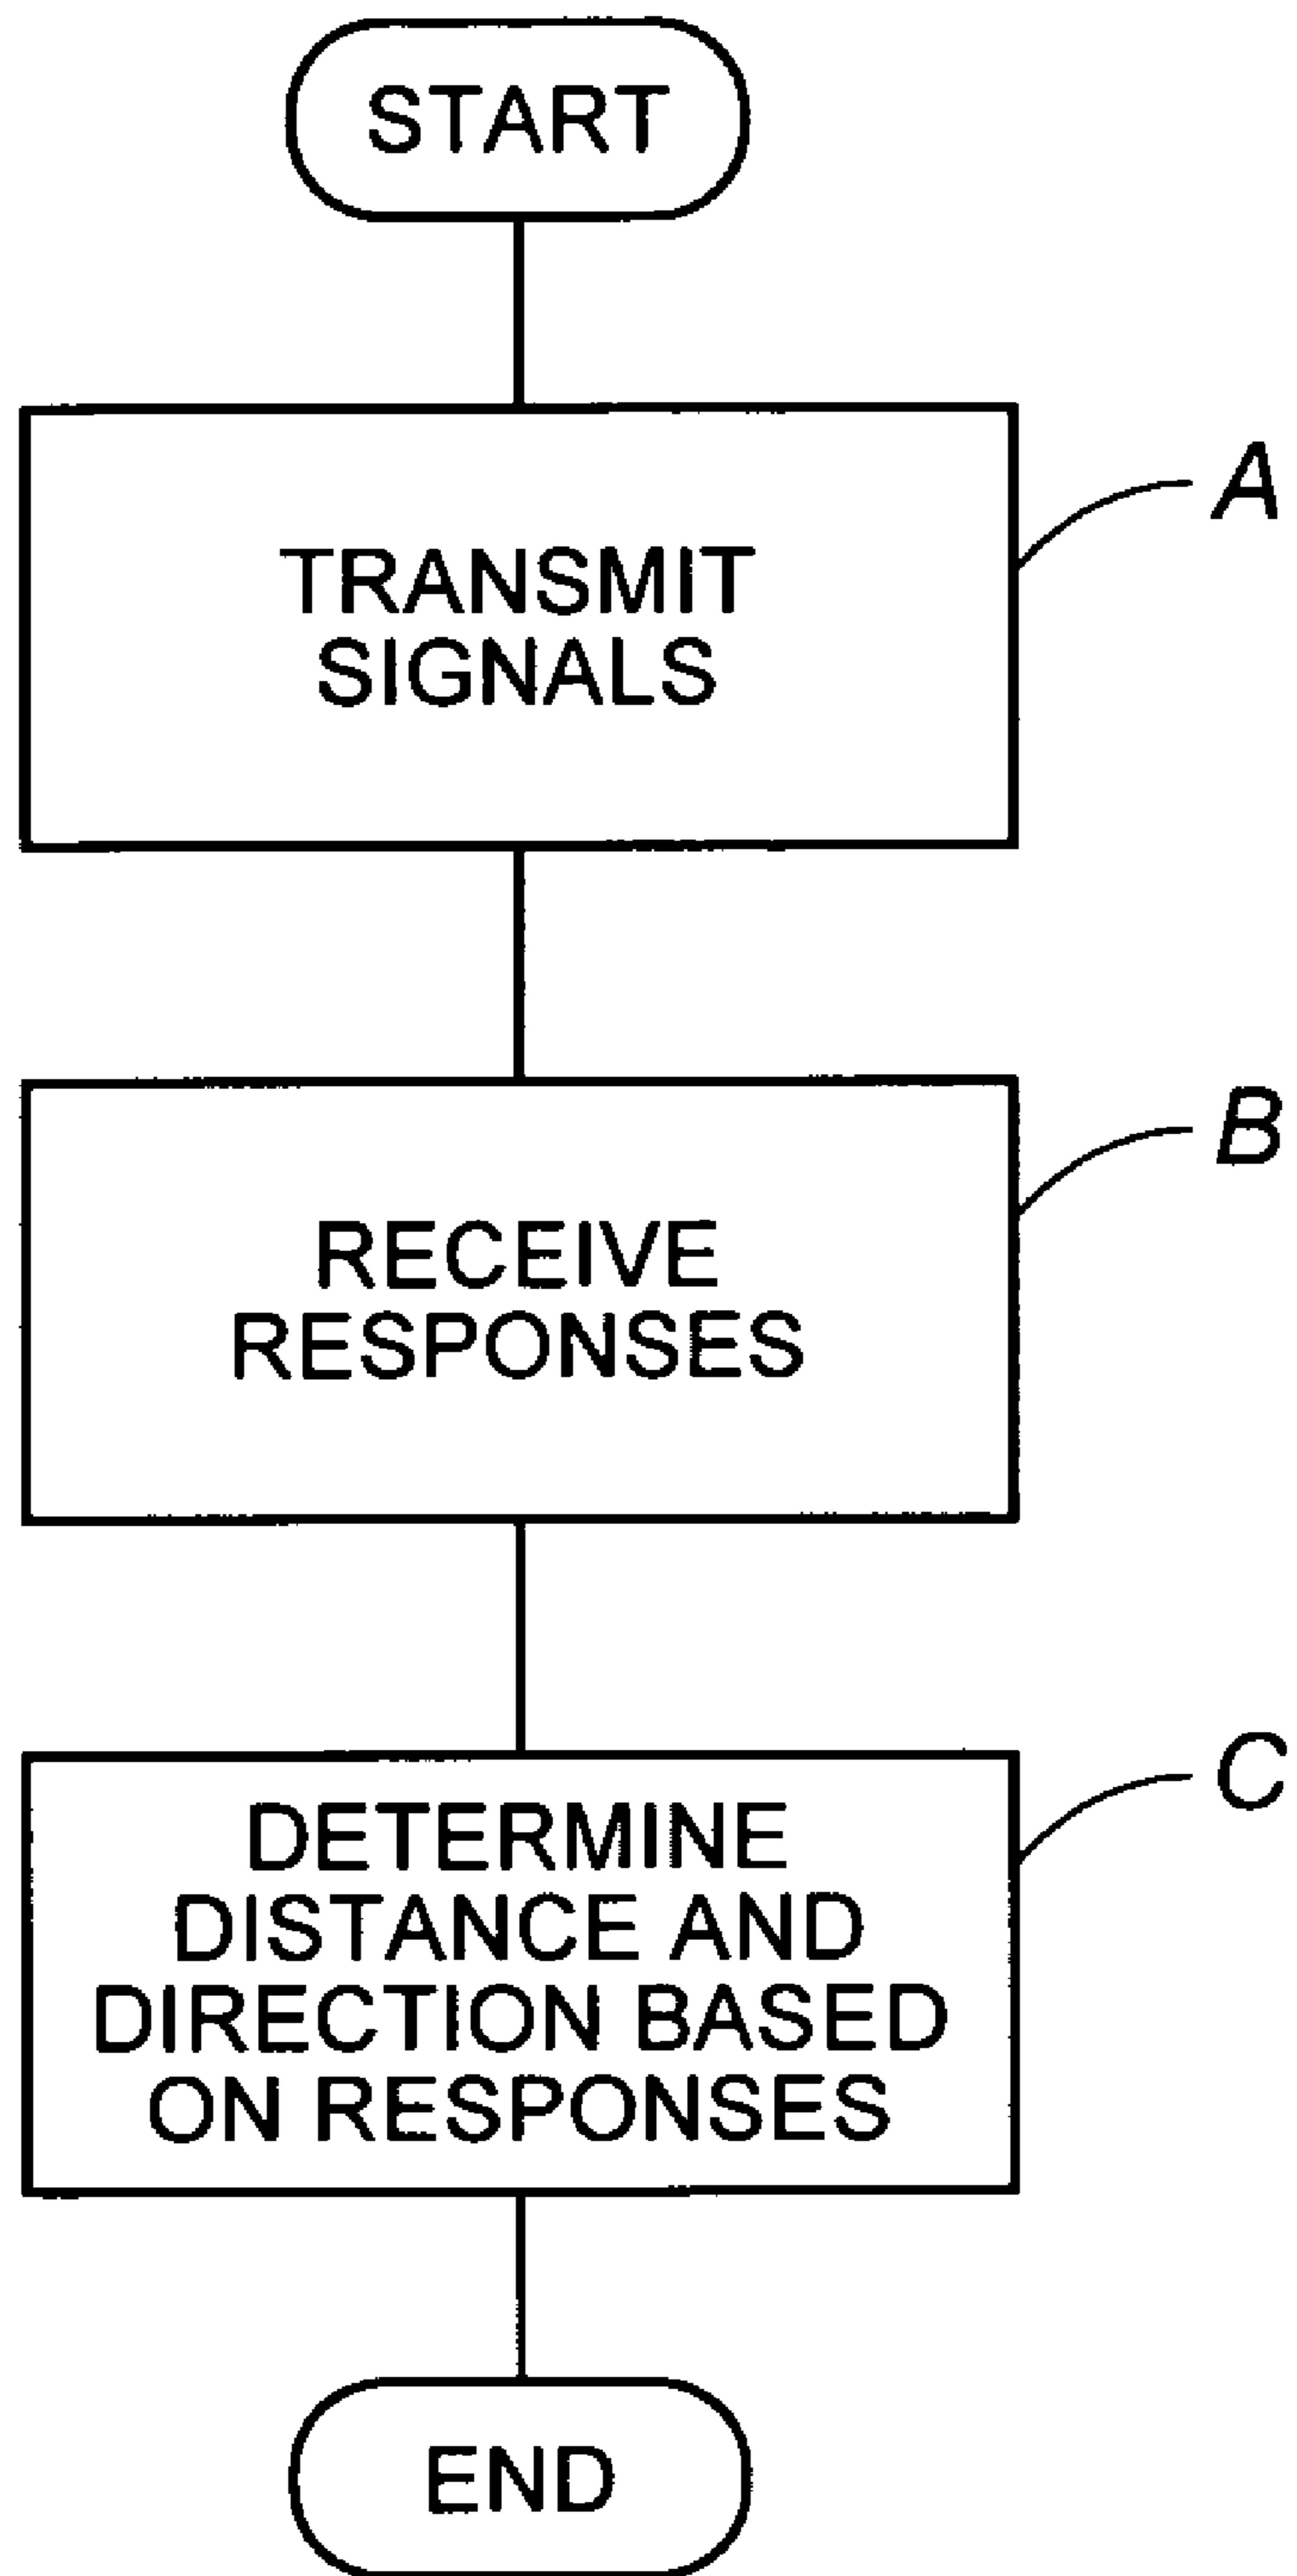 START
TRANSMIT
SIGNALS
A
RECEIVE
RESPONSES
B
DETERMINE
DISTANCE AND
DIRECTION BASED
ON RESPONSES
C
END